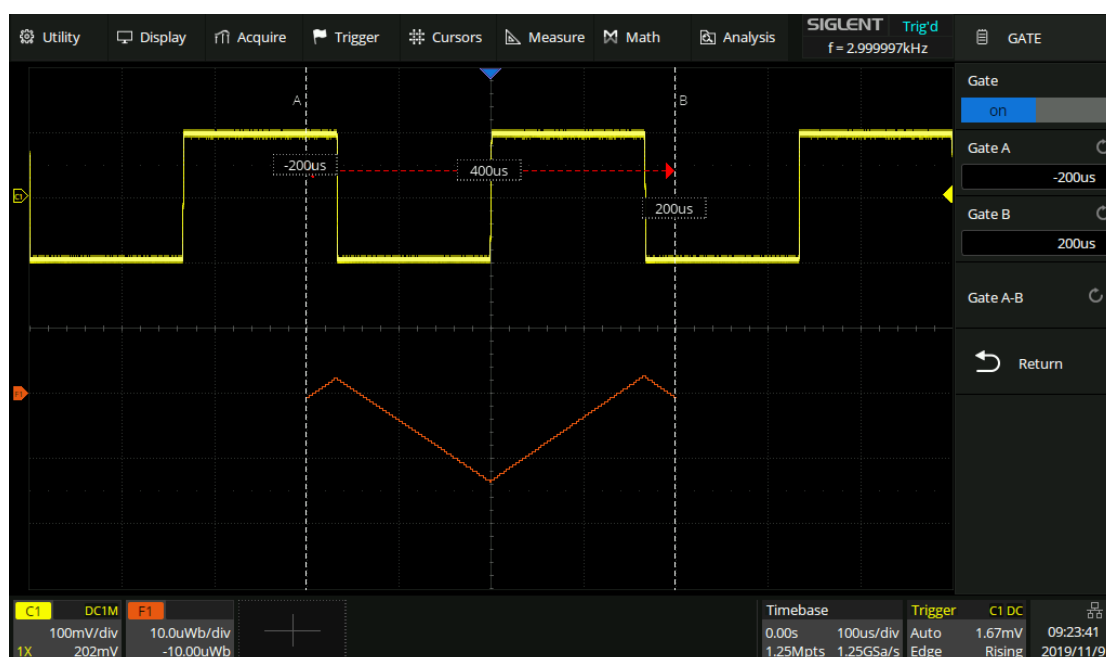 Utility Display Acquire Trigger Cursors Measure Math Analysis
SIGLENT Trig'd
f = 2.999997kHz
GATE
Gate
on
Gate A
-200us
Gate B
200us
Gate A-B
Return
A
B
-200us
400us
200us
C1
F1
C1 DC1M
100mV/div
1X 202mV
F1
10.0uWb/div
-10.00uWb
Timebase
0.00s 100us/div
1.25Mpts 1.25GSa/s
Trigger C1 DC
Auto 1.67mV
Edge Rising
09:23:41
2019/11/9